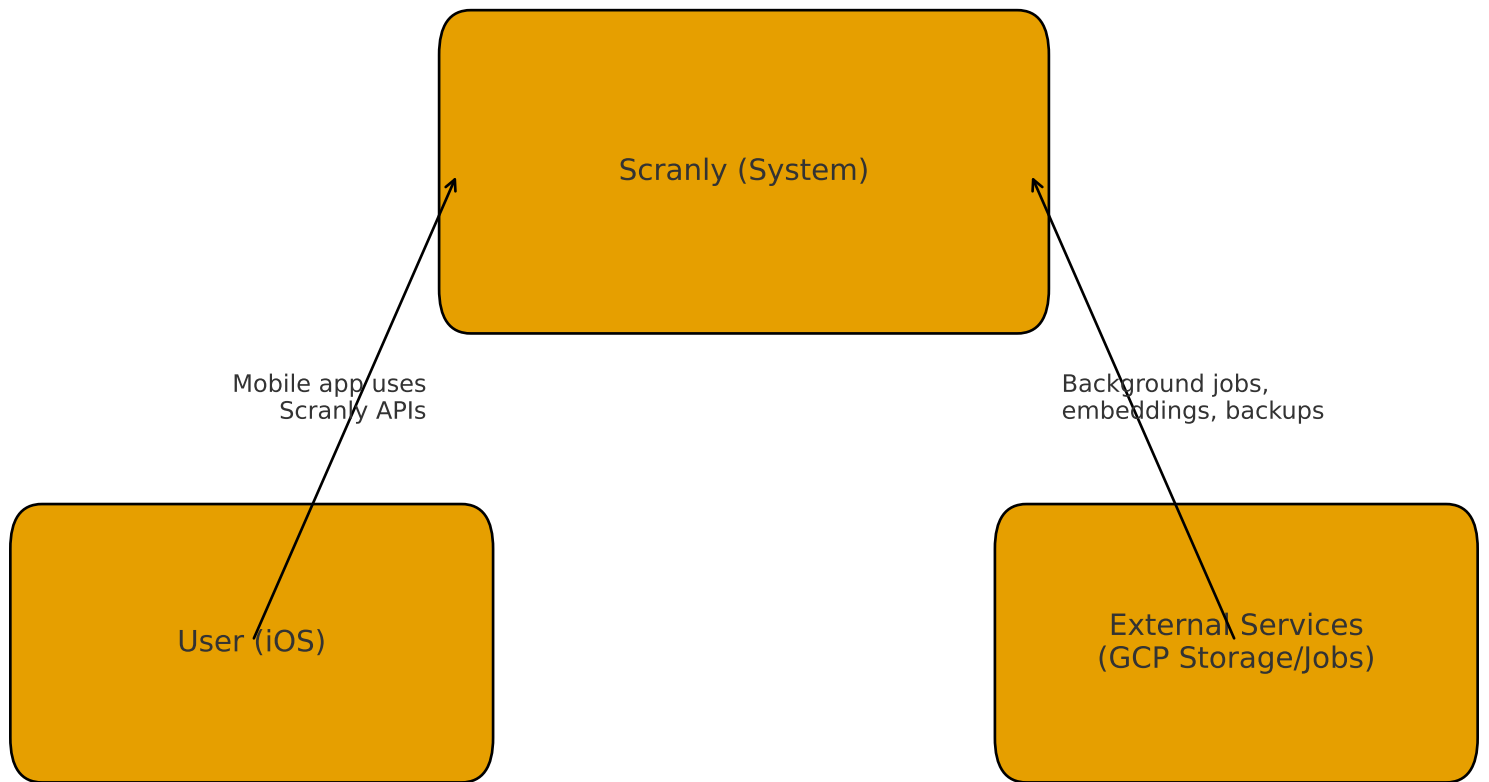 Scranly (System)
Mobile app uses
Scranly APIs
Background jobs,
embeddings, backups
User (iOS)
External Services
(GCP Storage/Jobs)